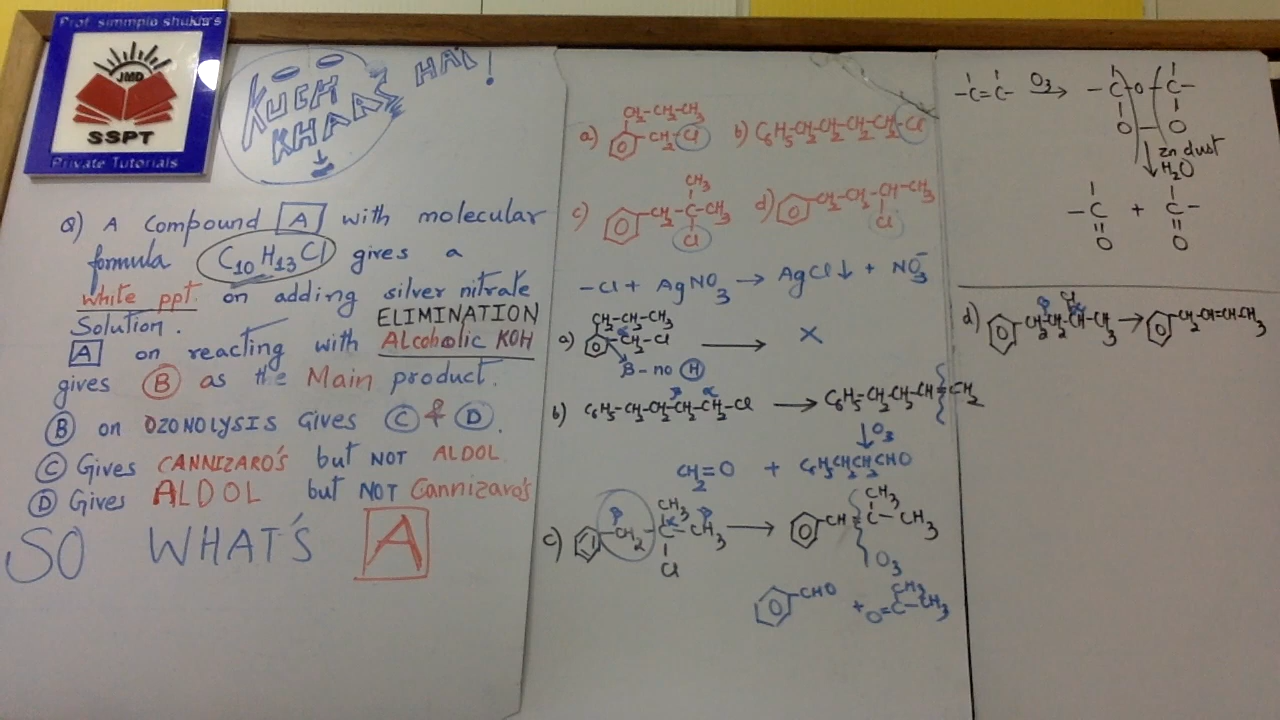 Prof. simmplo shukla's
JMD
SSPT
Private Tutorials
KUCH
KHAAS HAI !
Q) A compound [A] with molecular
formula C10H13Cl gives a
white ppt. on adding silver nitrate
Solution.
ELIMINATION
[A] on reacting with Alcoholic KOH
gives (B) as the Main product.
(B) on OZONOLYSIS Gives (C) & (D).
(C) Gives CANNIZARO'S but NOT ALDOL
(D) Gives ALDOL but NOT Cannizaro's
SO WHAT'S A
a) CH2-CH2-CH3
CH2-Cl
b) C6H5-CH2-CH2-CH2-CH2-Cl
c) CH2-C-CH3
CH3
Cl
d) CH2-CH2-CH-CH3
Cl
-Cl + AgNO3 → AgCl↓ + NO3-
a) CH2-CH2-CH3
α
CH2-Cl → X
β-no (H)
β α
b) C6H5-CH2-CH2-CH2-CH2-Cl → C6H5-CH2-CH2-CH=CH2
↓O3
CH2=O + C6H5CH2CH2CHO
c) β CH3 β
CH2-C-CH3 → CH=C-CH3
α
Cl
CH3
O3
CHO + O=C-CH3
CH3
-C=C- O3→ -C-O-C-
O-O
↓ Zn dust
H2O
-C + C-
O O
d) β Cl
CH2-CH2-CH-CH3 → CH2-CH=CH-CH3